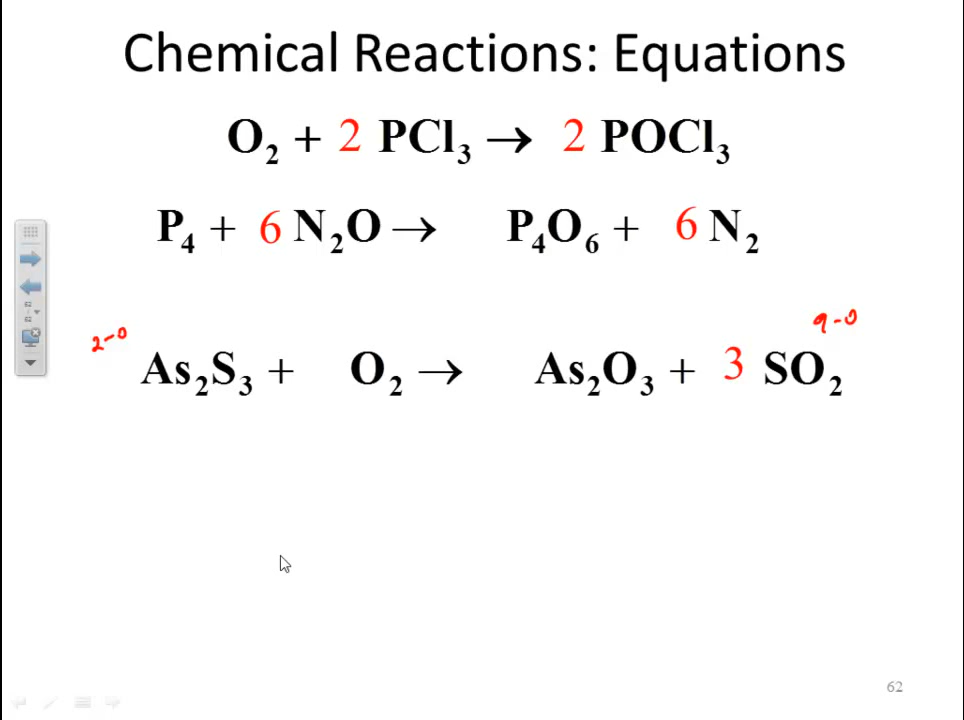 Chemical Reactions: Equations
O₂ + 2 PCl₃ → 2 POCl₃
P₄ + 6 N₂O → P₄O₆ + 6 N₂
2-0 9-0
As₂S₃ + O₂ → As₂O₃ + 3 SO₂
62